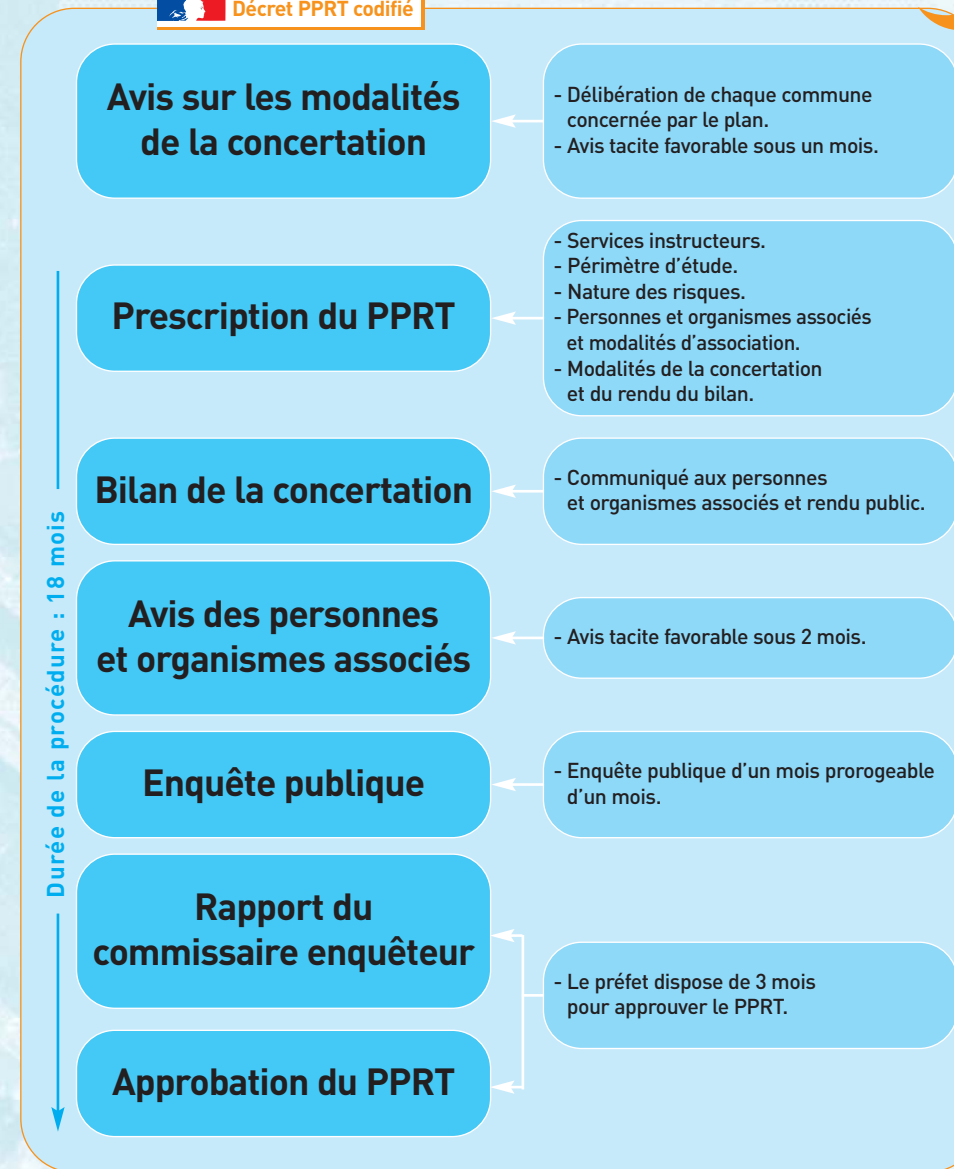 Décret PPRT codifié
Avis sur les modalités
de la concertation
- Délibération de chaque commune
concernée par le plan.
- Avis tacite favorable sous un mois.
Prescription du PPRT
- Services instructeurs.
- Périmètre d'étude.
- Nature des risques.
- Personnes et organismes associés
et modalités d'association.
- Modalités de la concertation
et du rendu du bilan.
Bilan de la concertation
- Communiqué aux personnes
et organismes associés et rendu public.
Avis des personnes
et organismes associés
- Avis tacite favorable sous 2 mois.
Enquête publique
- Enquête publique d'un mois prorogeable
d'un mois.
Rapport du
commissaire enquêteur
- Le préfet dispose de 3 mois
pour approuver le PPRT.
Approbation du PPRT
Durée de la procédure : 18 mois